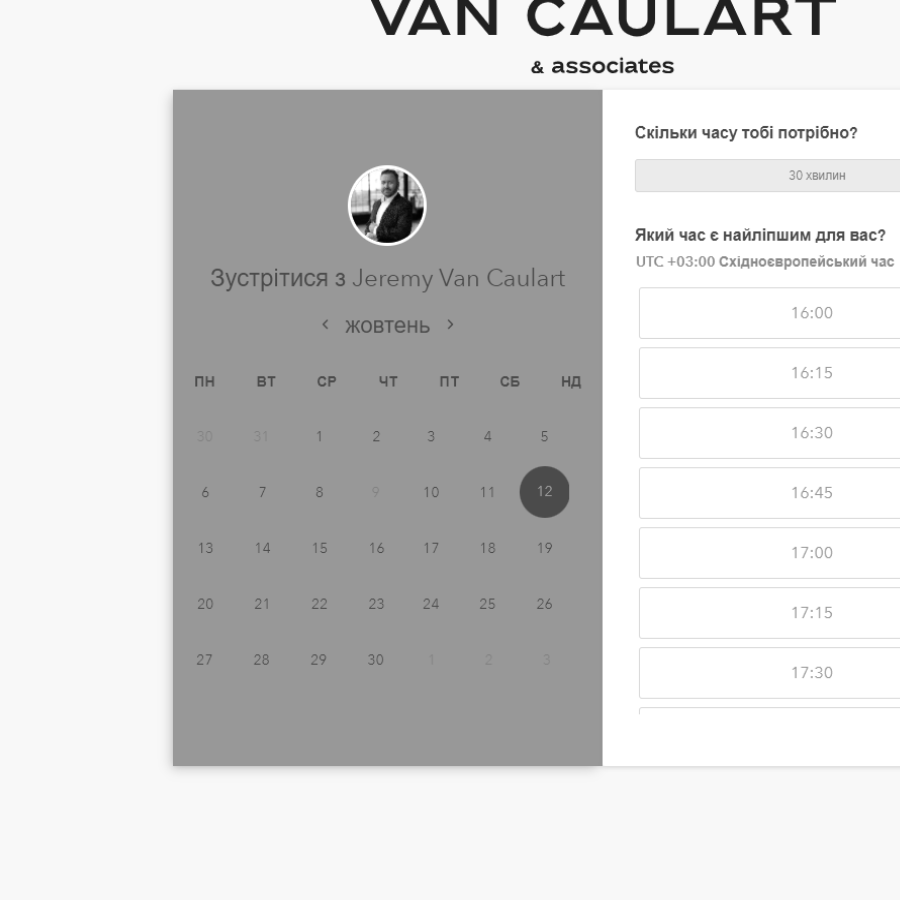 VAN CAULART
& associates
Зустрітися з Jeremy Van Caulart
жовтень
ПН ВТ СР ЧТ ПТ СБ НД
30 31 1 2 3 4 5
6 7 8 9 10 11 12
13 14 15 16 17 18 19
20 21 22 23 24 25 26
27 28 29 30 1 2 3
Скільки часу тобі потрібно?
30 хвилин
Який час є найліпшим для вас?
UTC +03:00 Східноєвропейський час
16:00
16:15
16:30
16:45
17:00
17:15
17:30